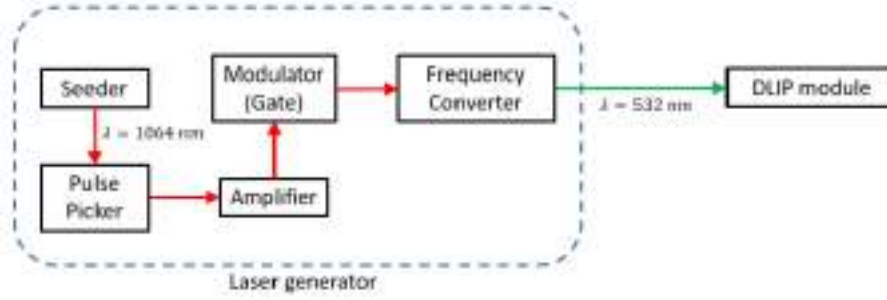 Seeder
λ = 1064 nm
Pulse
Picker
Amplifier
Modulator
(Gate)
Frequency
Converter
λ = 532 nm
DLIP module
Laser generator